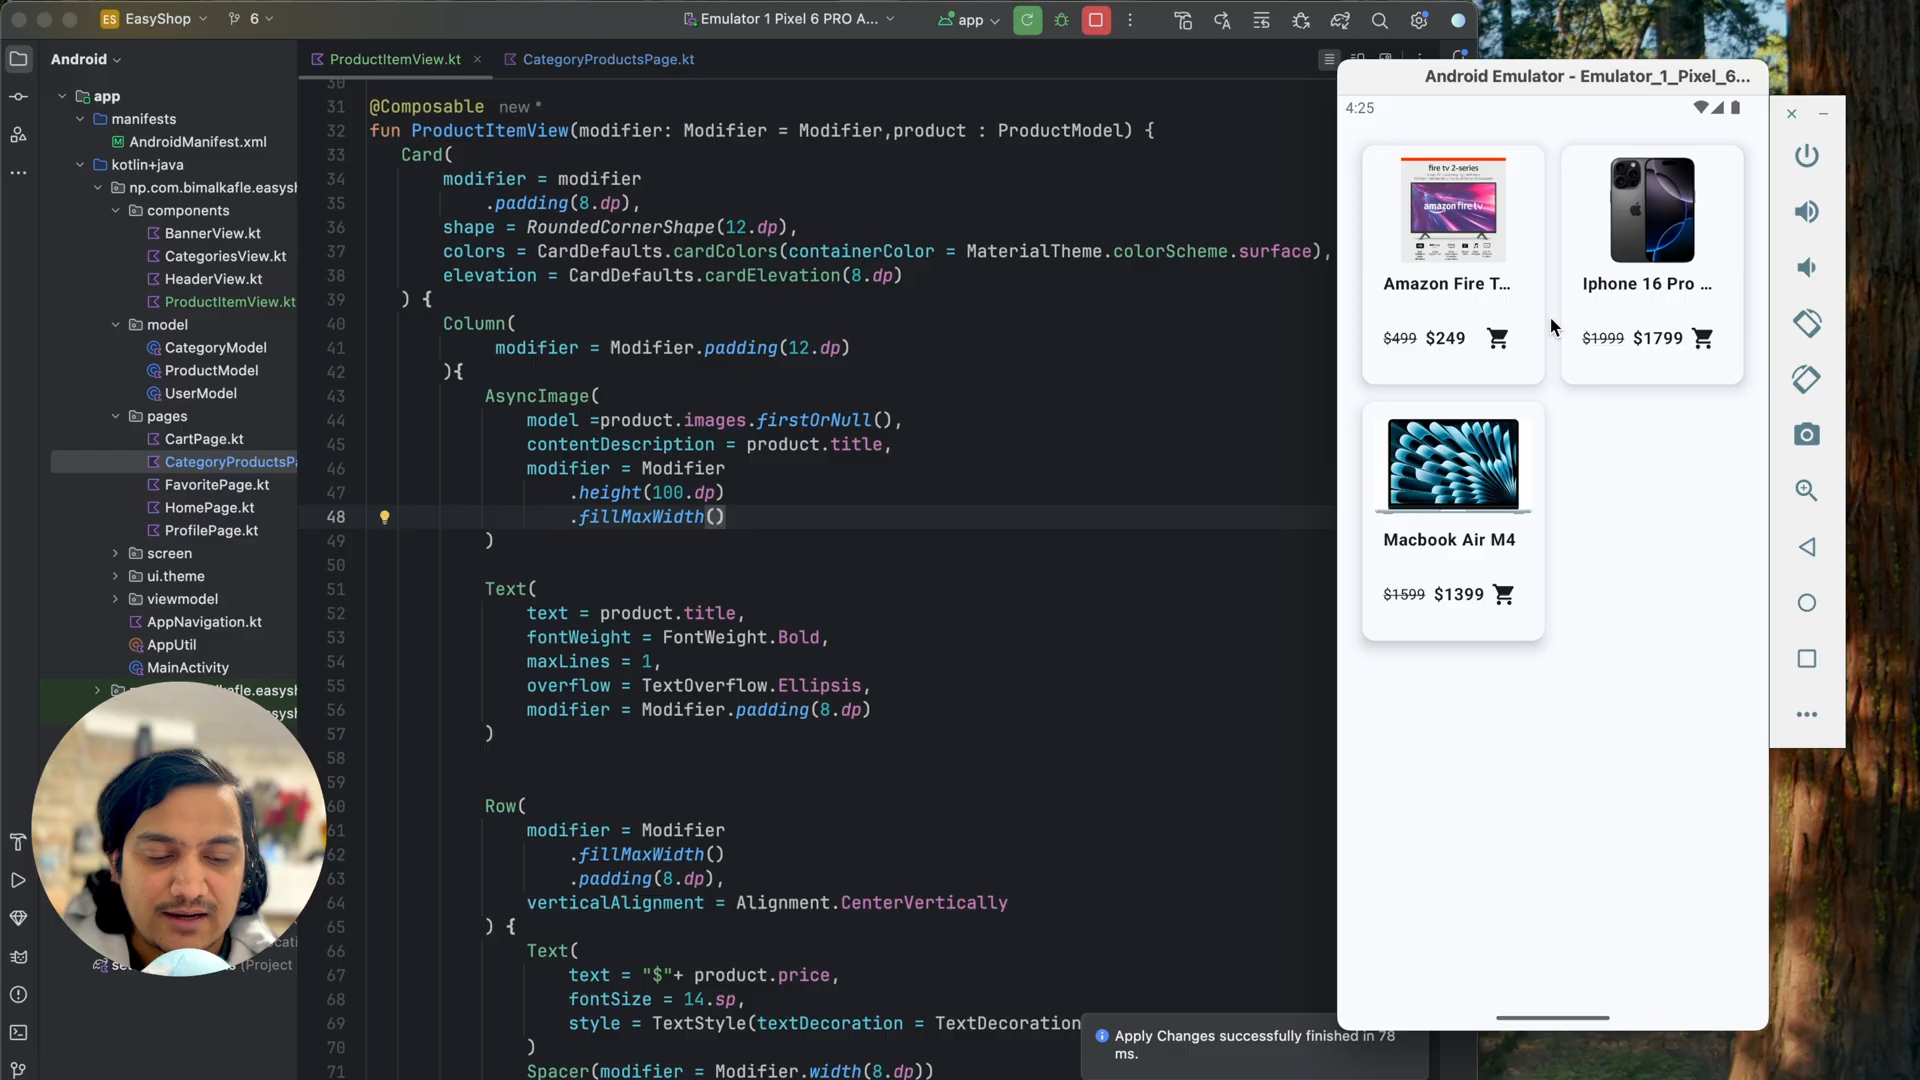 ES EasyShop
6
Emulator 1 Pixel 6 PRO A...
app
Android
ProductItemView.kt
CategoryProductsPage.kt
app
manifests
AndroidManifest.xml
kotlin+java
np.com.bimalkafle.easysh
components
BannerView.kt
CategoriesView.kt
HeaderView.kt
ProductItemView.kt
model
CategoryModel
ProductModel
UserModel
pages
CartPage.kt
CategoryProductsPa
FavoritePage.kt
HomePage.kt
ProfilePage.kt
screen
ui.theme
viewmodel
AppNavigation.kt
AppUtil
MainActivity
(Project
30
31 @Composable new *
32 fun ProductItemView(modifier: Modifier = Modifier,product : ProductModel) {
33 Card(
34 modifier = modifier
35 .padding(8.dp),
36 shape = RoundedCornerShape(12.dp),
37 colors = CardDefaults.cardColors(containerColor = MaterialTheme.colorScheme.surface),
38 elevation = CardDefaults.cardElevation(8.dp)
39 ) {
40 Column(
41 modifier = Modifier.padding(12.dp)
42 ){
43 AsyncImage(
44 model =product.images.firstOrNull(),
45 contentDescription = product.title,
46 modifier = Modifier
47 .height(100.dp)
48 .fillMaxWidth()
49 )
50
51 Text(
52 text = product.title,
53 fontWeight = FontWeight.Bold,
54 maxLines = 1,
55 overflow = TextOverflow.Ellipsis,
56 modifier = Modifier.padding(8.dp)
57 )
58
59
60 Row(
61 modifier = Modifier
62 .fillMaxWidth()
63 .padding(8.dp),
64 verticalAlignment = Alignment.CenterVertically
65 ) {
66 Text(
67 text = "$"+ product.price,
68 fontSize = 14.sp,
69 style = TextStyle(textDecoration = TextDecoration
70 )
71 Spacer(modifier = Modifier.width(8.dp))
Apply Changes successfully finished in 78
ms.
Android Emulator - Emulator_1_Pixel_6...
4:25
fire tv 2-series
amazon fire tv
Amazon Fire T...
$499 $249
Iphone 16 Pro ...
$1999 $1799
Macbook Air M4
$1599 $1399